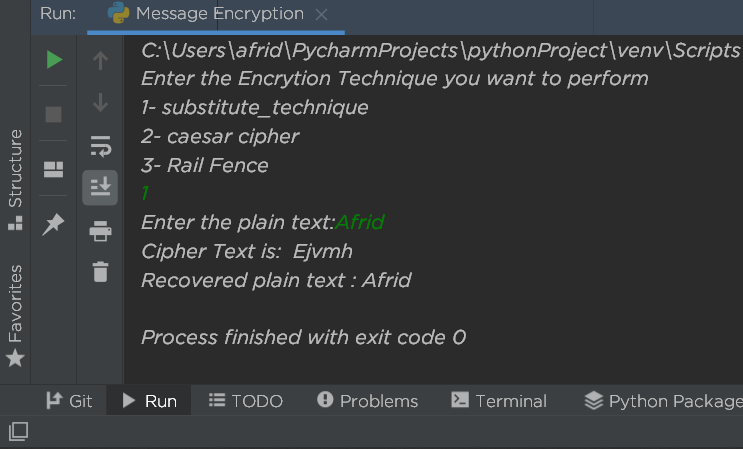 Run: Message Encryption
C:\Users\afrid\PycharmProjects\pythonProject\venv\Scripts
Enter the Encrytion Technique you want to perform
1- substitute_technique
2- caesar cipher
3- Rail Fence
1
Enter the plain text:Afrid
Cipher Text is:  Ejvmh
Recovered plain text : Afrid
Process finished with exit code 0
Structure
Favorites
Git Run TODO Problems Terminal Python Package